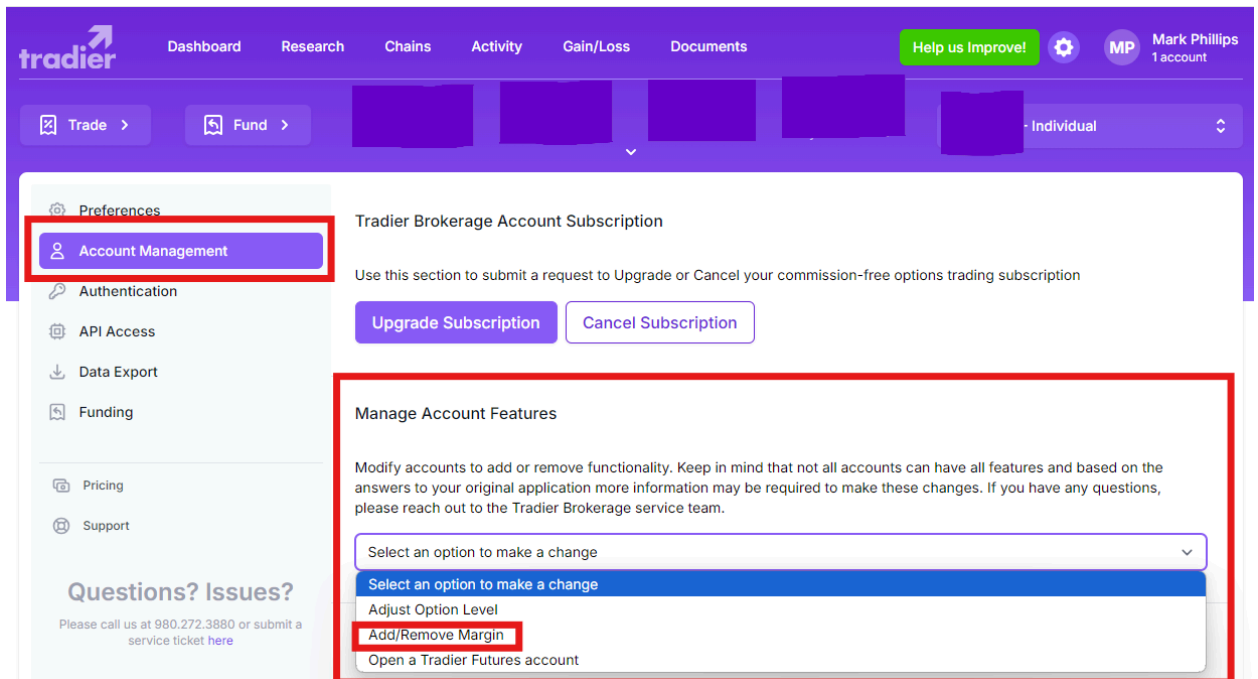 tradier
Dashboard
Research
Chains
Activity
Gain/Loss
Documents
Help us Improve!
MP
Mark Phillips
1 account
Trade
Fund
- Individual
Preferences
Account Management
Authentication
API Access
Data Export
Funding
Pricing
Support
Questions? Issues?
Please call us at 980.272.3880 or submit a
service ticket here
Tradier Brokerage Account Subscription
Use this section to submit a request to Upgrade or Cancel your commission-free options trading subscription
Upgrade Subscription
Cancel Subscription
Manage Account Features
Modify accounts to add or remove functionality. Keep in mind that not all accounts can have all features and based on the
answers to your original application more information may be required to make these changes. If you have any questions,
please reach out to the Tradier Brokerage service team.
Select an option to make a change
Select an option to make a change
Adjust Option Level
Add/Remove Margin
Open a Tradier Futures account